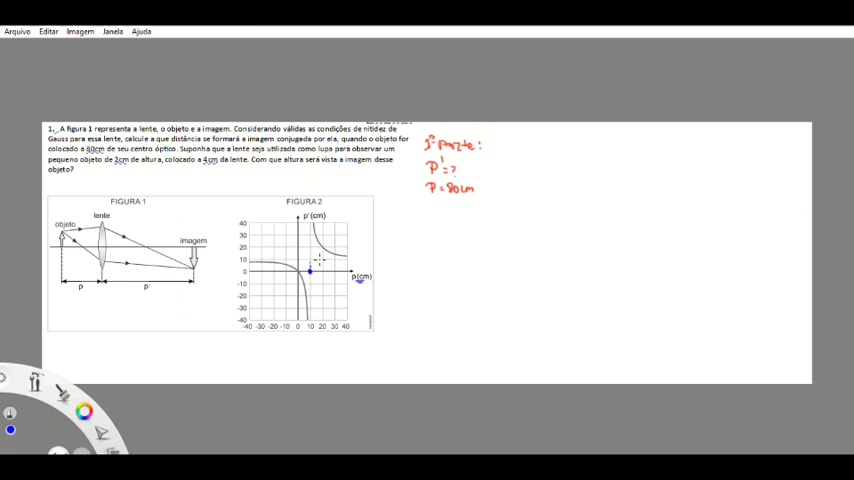 Arquivo Editar Imagem Janela Ajuda
1. A figura 1 representa a lente, o objeto e a imagem. Considerando válidas as condições de nitidez de
Gauss para essa lente, calcule a que distância se formará a imagem conjugada por ela, quando o objeto for
colocado a 80cm de seu centro óptico. Suponha que a lente seja utilizada como lupa para observar um
pequeno objeto de 2cm de altura, colocado a 4cm da lente. Com que altura será vista a imagem desse
objeto?
1ª Parte:
P' = ?
P = 80cm
FIGURA 1
lente
objeto
imagem
p
p'
FIGURA 2
p' (cm)
40
30
20
10
0
-10
-20
-30
-40
p(cm)
-40 -30 -20 -10 0 10 20 30 40